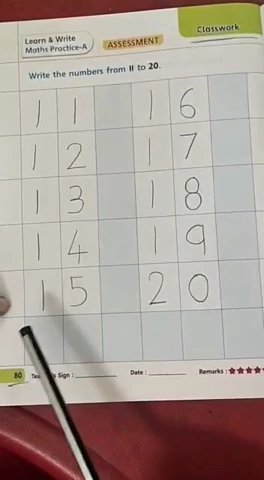 Learn & Write
Maths Practice-A
ASSESSMENT
Classwork
Write the numbers from 11 to 20.
11 16
12 17
13 18
14 19
15 20
80
Sign : Date : Remarks :